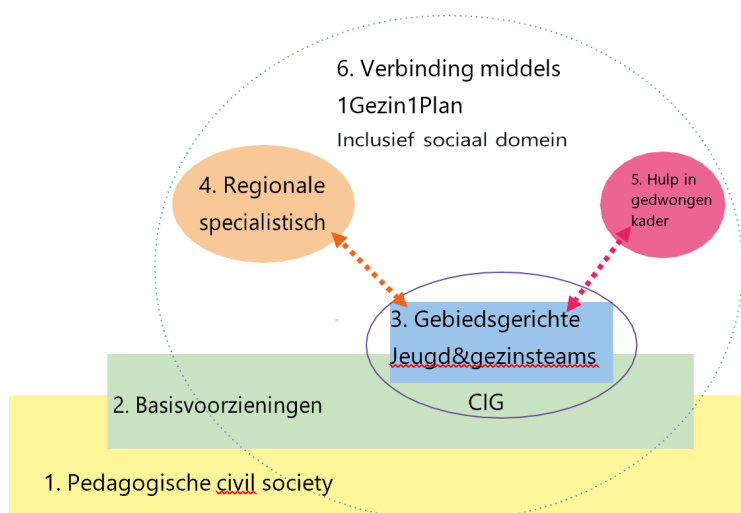 6. Verbinding middels
1Gezin1Plan
Inclusief sociaal domein
4. Regionale
specialistisch
5. Hulp in
gedwongen
kader
3. Gebiedsgerichte
Jeugd&gezinsteams
2. Basisvoorzieningen
CIG
1. Pedagogische civil society